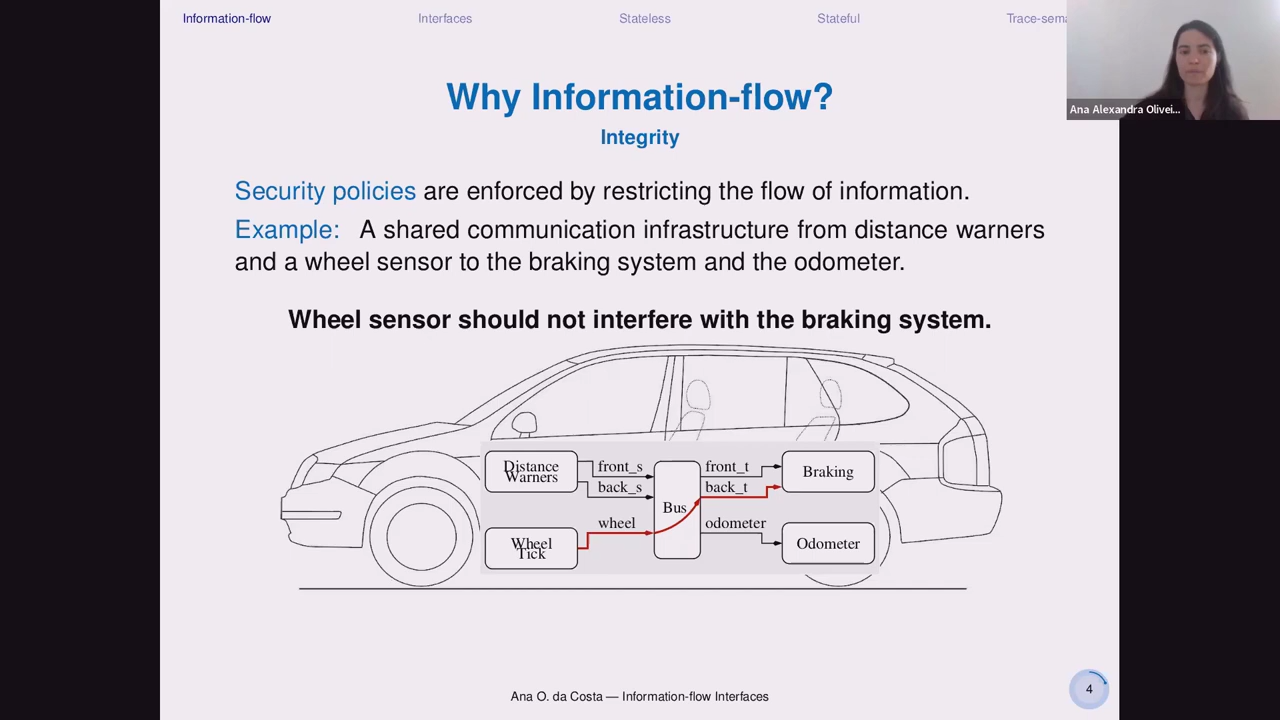 Information-flow
Interfaces
Stateless
Stateful
Trace-sem
Ana Alexandra Olivei...
Why Information-flow?
Integrity
Security policies are enforced by restricting the flow of information.
Example: A shared communication infrastructure from distance warners
and a wheel sensor to the braking system and the odometer.
Wheel sensor should not interfere with the braking system.
Distance
Warners
front_s
back_s
wheel
Wheel
Tick
Bus
front_t
back_t
odometer
Braking
Odometer
Ana O. da Costa — Information-flow Interfaces
4